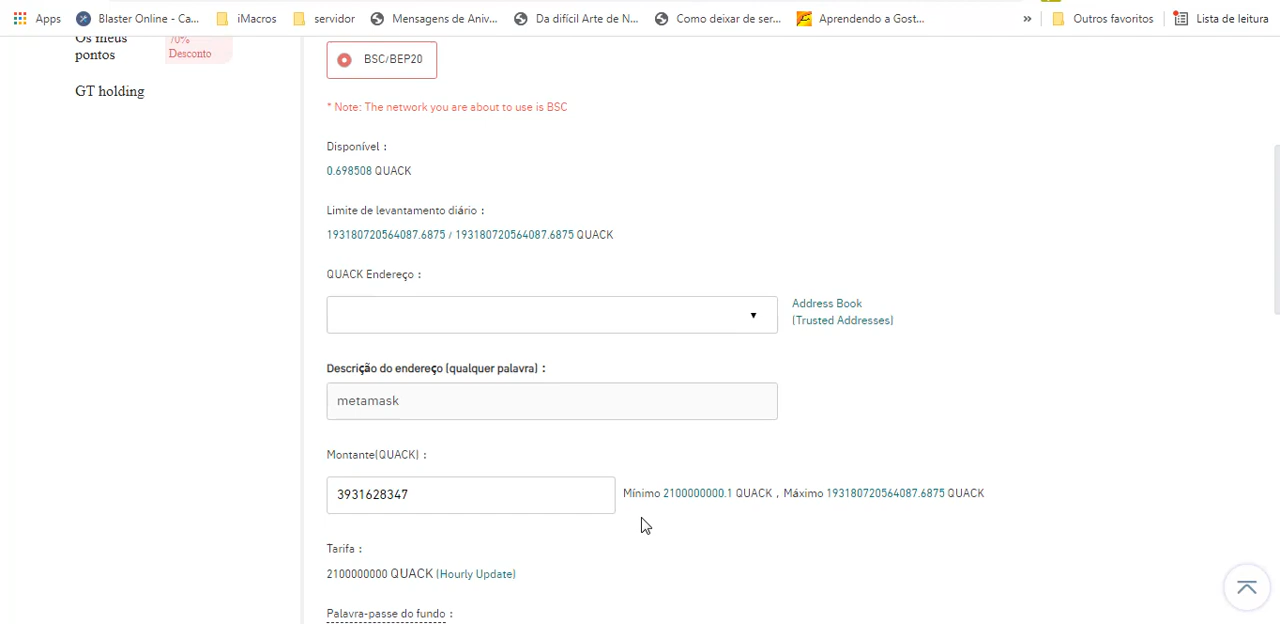 Apps
Blaster Online - Ca...
iMacros
servidor
Mensagens de Aniv...
Da difícil Arte de N...
Como deixar de ser...
Aprendendo a Gost...
»
Outros favoritos
Lista de leitura
Os meus
pontos
70%
Desconto
GT holding
BSC/BEP20
* Note: The network you are about to use is BSC
Disponível :
0.698508 QUACK
Limite de levantamento diário :
193180720564087.6875 / 193180720564087.6875 QUACK
QUACK Endereço :
Address Book
(Trusted Addresses)
Descrição do endereço (qualquer palavra) :
metamask
Montante(QUACK) :
3931628347
Mínimo 2100000000.1 QUACK , Máximo 193180720564087.6875 QUACK
Tarifa :
2100000000 QUACK (Hourly Update)
Palavra-passe do fundo :